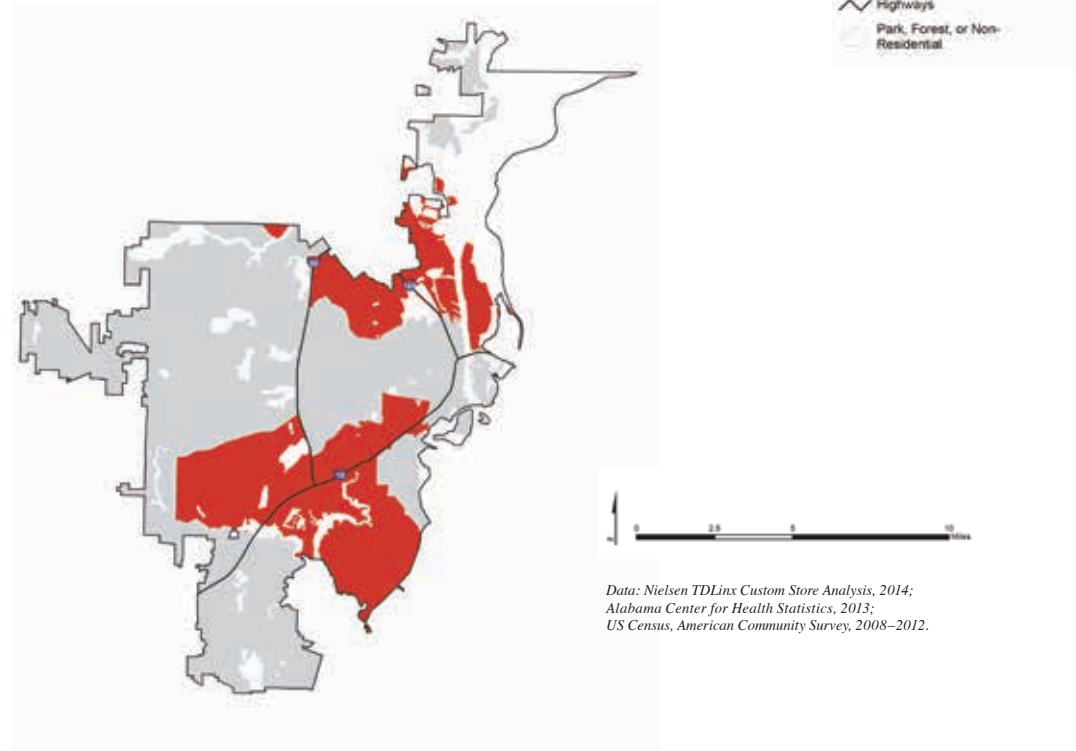 Highways
Park, Forest, or Non-
Residential
0 2.5 5 10
Miles
Data: Nielsen TDLinx Custom Store Analysis, 2014;
Alabama Center for Health Statistics, 2013;
US Census, American Community Survey, 2008–2012.